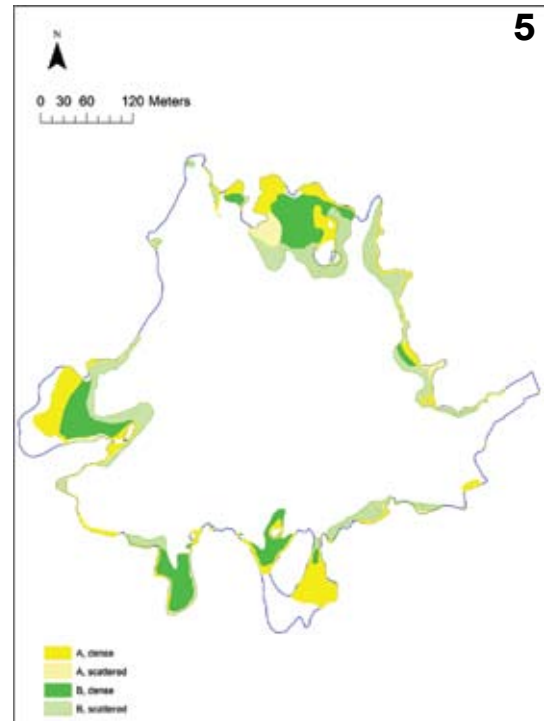 5
N
0 30 60 120 Meters
A, dense
A, scattered
B, dense
B, scattered